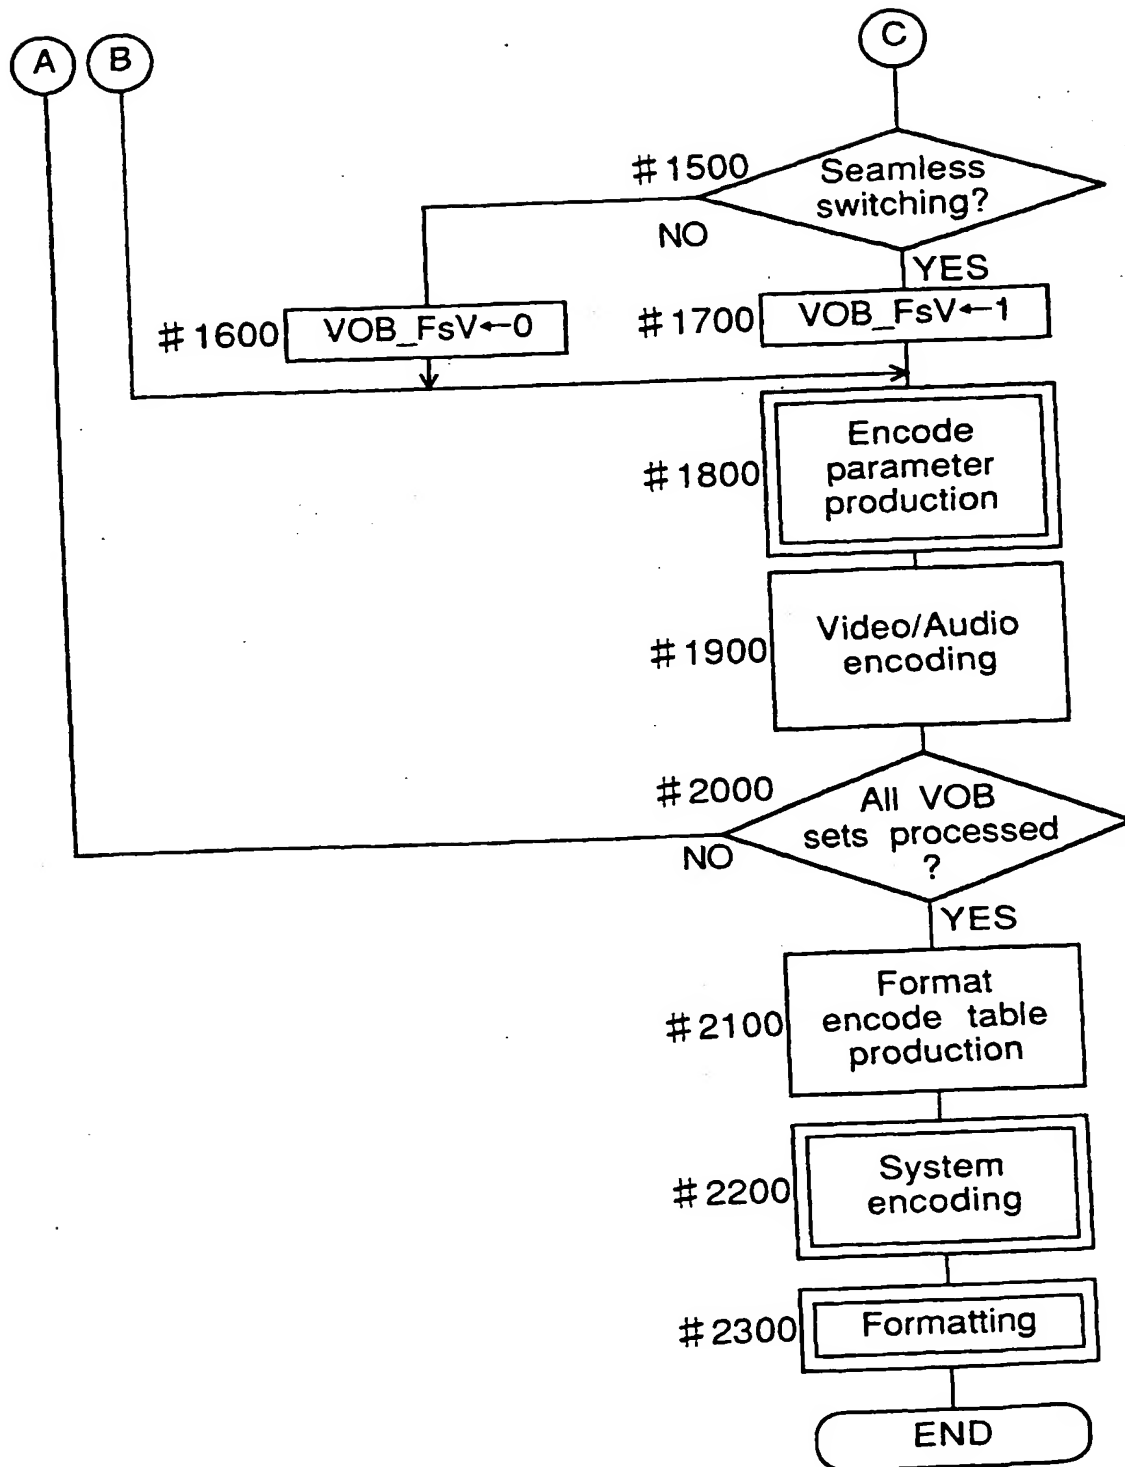 A
B
C
#1500
Seamless
switching?
NO
YES
#1600
VOB_FsV←0
#1700
VOB_FsV←1
#1800
Encode
parameter
production
#1900
Video/Audio
encoding
#2000
All VOB
sets processed
?
NO
YES
#2100
Format
encode table
production
#2200
System
encoding
#2300
Formatting
END